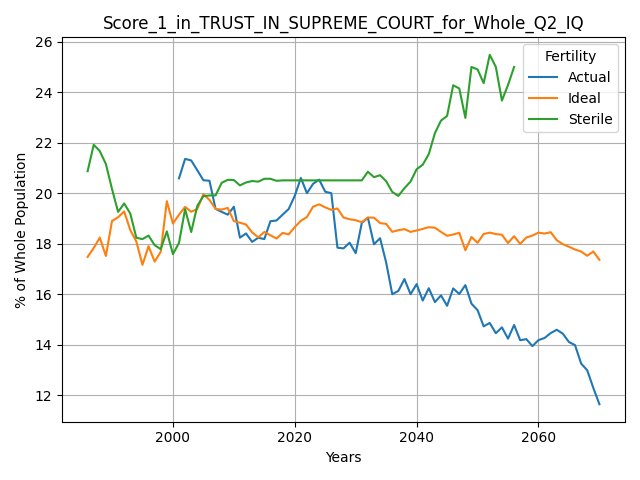 Score_1_in_TRUST_IN_SUPREME_COURT_for_Whole_Q2_IQ
Fertility
Actual
Ideal
Sterile
% of Whole Population
26
24
22
20
18
16
14
12
2000
2020
2040
2060
Years